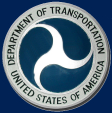 DEPARTMENT OF TRANSPORTATION
UNITED STATES OF AMERICA